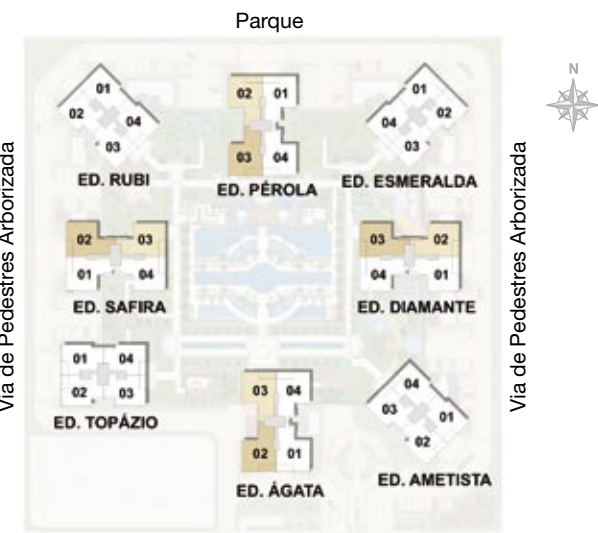 Parque
N
01
02
04
03
ED. RUBI
02
01
03
04
ED. PÉROLA
01
02
04
03
ED. ESMERALDA
Via de Pedestres Arborizada
Via de Pedestres Arborizada
02
03
01
04
ED. SAFIRA
03
02
04
01
ED. DIAMANTE
01
04
02
03
ED. TOPÁZIO
03
04
02
01
ED. ÁGATA
04
03
01
02
ED. AMETISTA